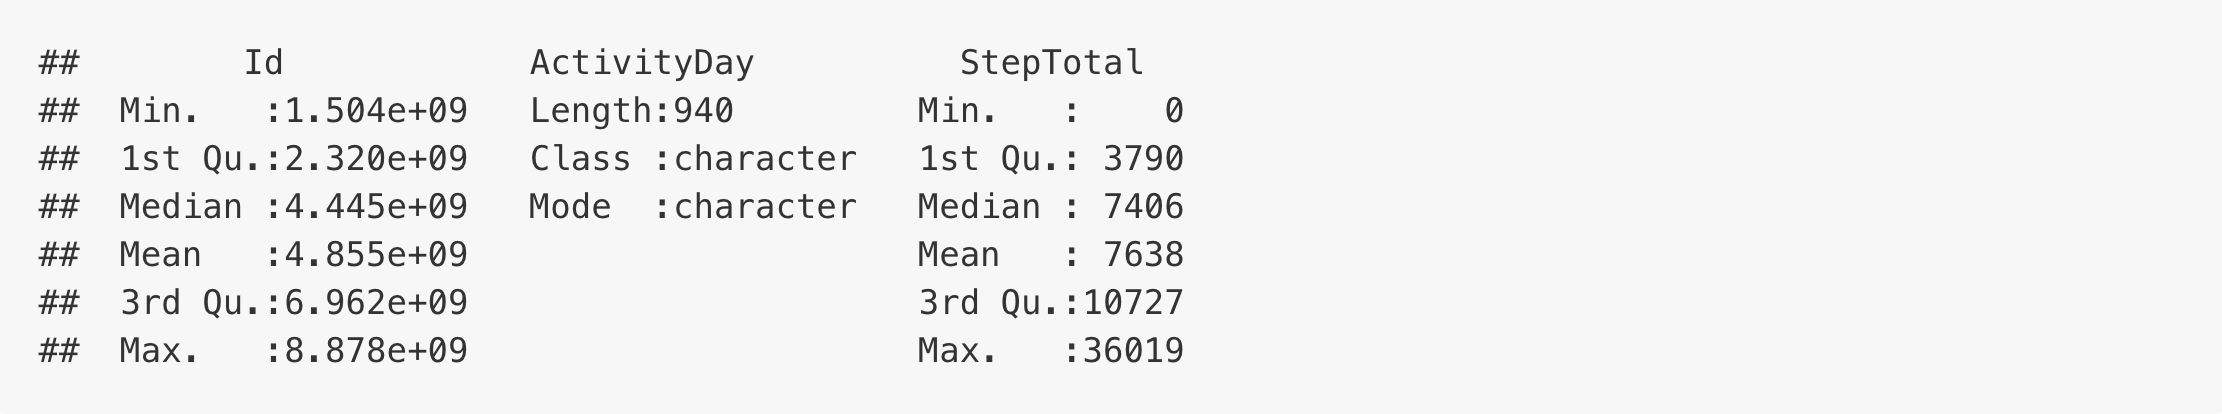 ##        Id            ActivityDay          StepTotal
##  Min.   :1.504e+09   Length:940         Min.   :    0
##  1st Qu.:2.320e+09   Class :character   1st Qu.: 3790
##  Median :4.445e+09   Mode  :character   Median : 7406
##  Mean   :4.855e+09                      Mean   : 7638
##  3rd Qu.:6.962e+09                      3rd Qu.:10727
##  Max.   :8.878e+09                      Max.   :36019